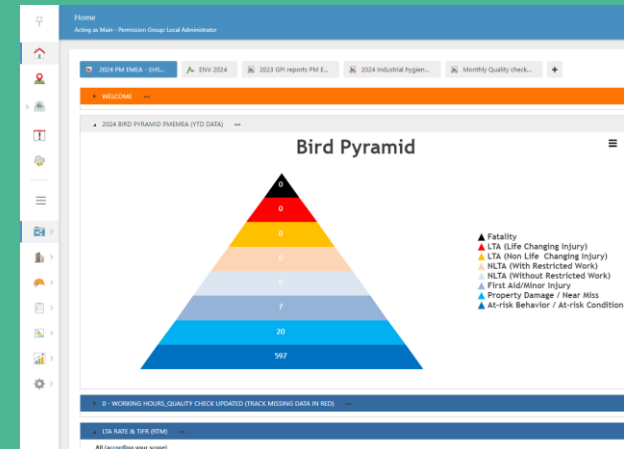 Home
Acting as Main - Permission Group: Local Administrator
2024 PM EMEA - EHS...
ENV 2024
2023 GPI reports PM E...
2024 Industrial hygien...
Monthly Quality check...
WELCOME
2024 BIRD PYRAMID PMEMEA (YTD DATA)
Bird Pyramid
0
0
0
0
0
7
20
597
Fatality
LTA (Life Changing Injury)
LTA (Non Life Changing Injury)
NLTA (With Restricted Work)
NLTA (Without Restricted Work)
First Aid/Minor Injury
Property Damage / Near Miss
At-risk Behavior / At-risk Condition
0 - WORKING HOURS_QUALITY CHECK UPDATED (TRACK MISSING DATA IN RED)
LTA RATE & TIFR (RTM)
All (according your scope)